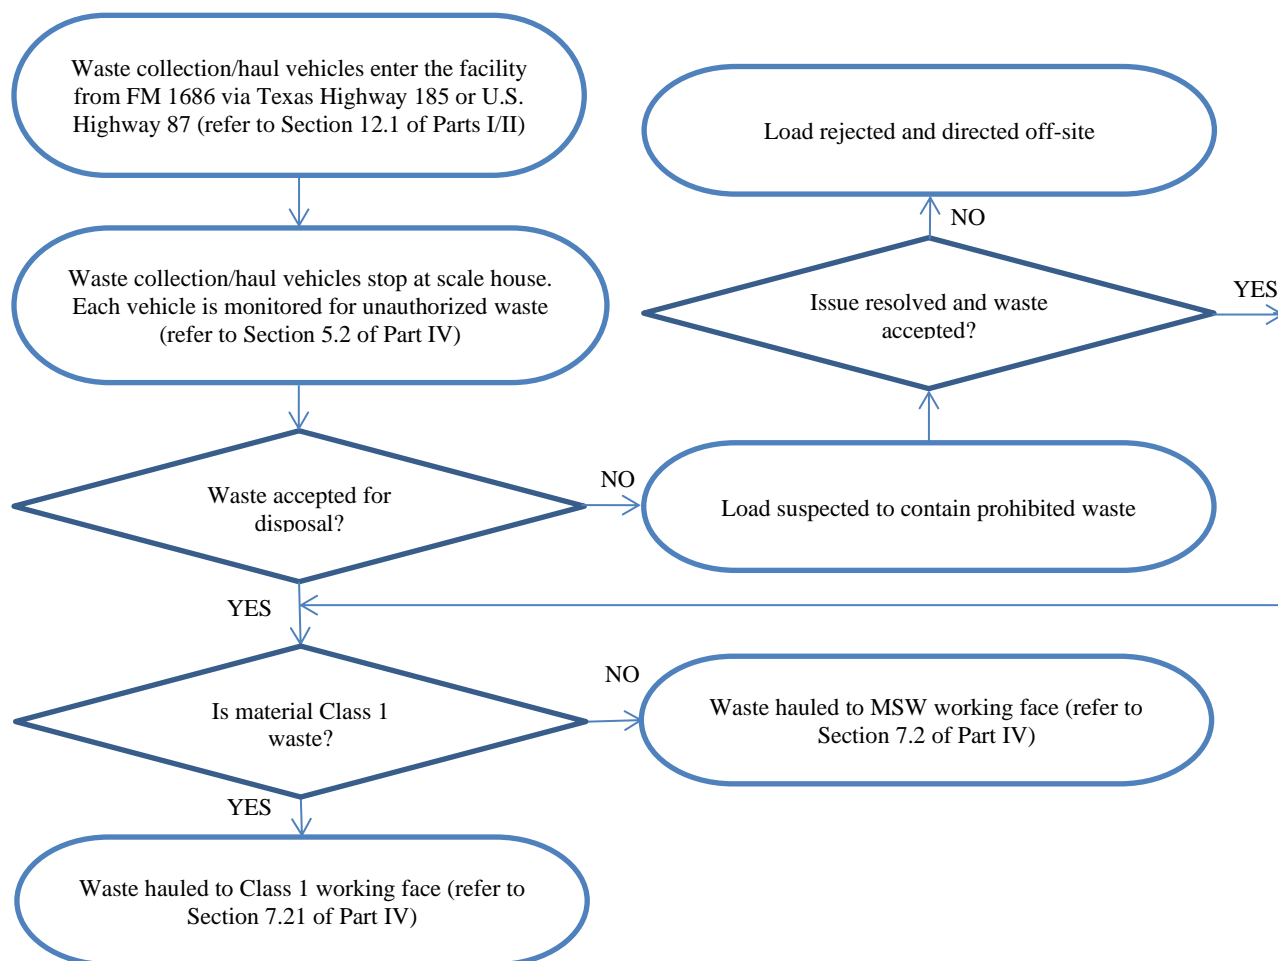 Waste collection/haul vehicles enter the facility
from FM 1686 via Texas Highway 185 or U.S.
Highway 87 (refer to Section 12.1 of Parts I/II)
Load rejected and directed off-site
NO
Waste collection/haul vehicles stop at scale house.
Each vehicle is monitored for unauthorized waste
(refer to Section 5.2 of Part IV)
Issue resolved and waste
accepted?
YES
Waste accepted for
disposal?
NO
Load suspected to contain prohibited waste
YES
Is material Class 1
waste?
NO
Waste hauled to MSW working face (refer to
Section 7.2 of Part IV)
YES
Waste hauled to Class 1 working face (refer to
Section 7.21 of Part IV)